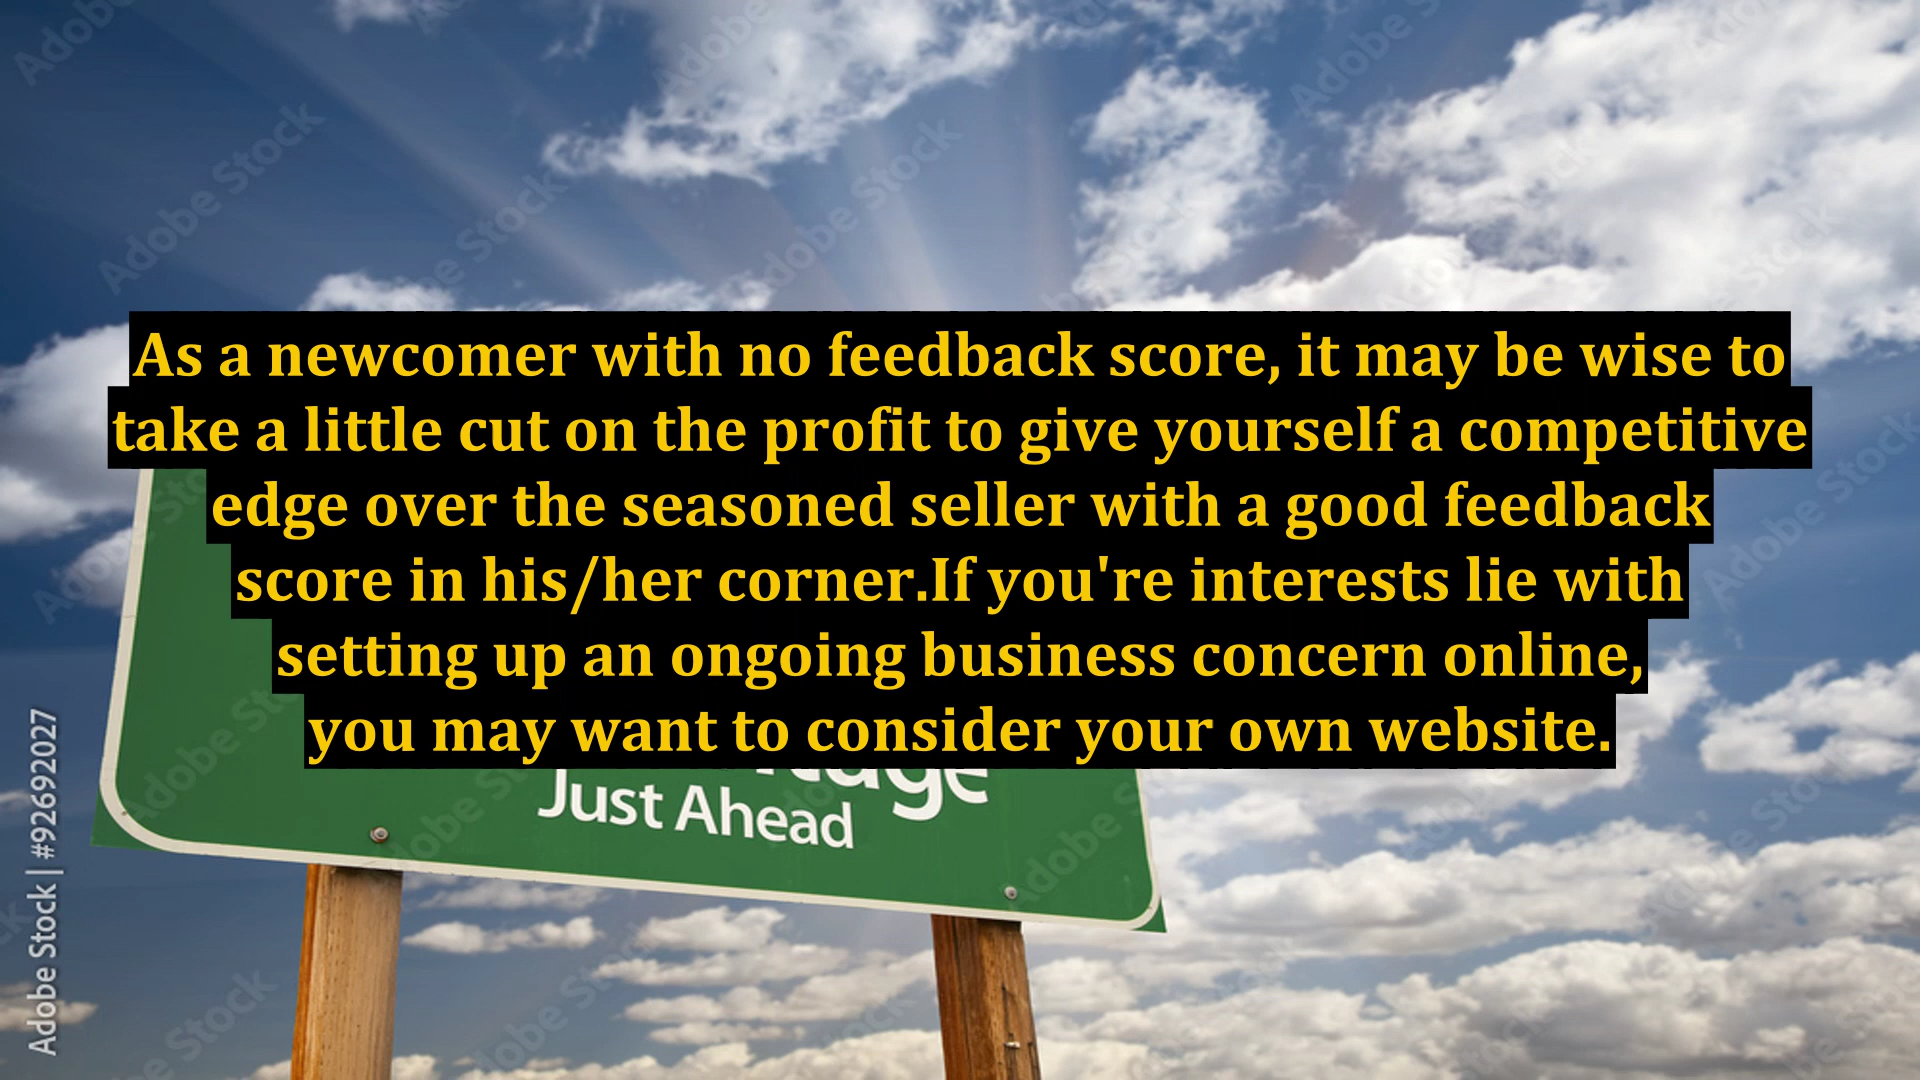 As a newcomer with no feedback score, it may be wise to
take a little cut on the profit to give yourself a competitive
edge over the seasoned seller with a good feedback
score in his/her corner.If you're interests lie with
setting up an ongoing business concern online,
you may want to consider your own website.
Just Ahead
Adobe Stock | #92692027